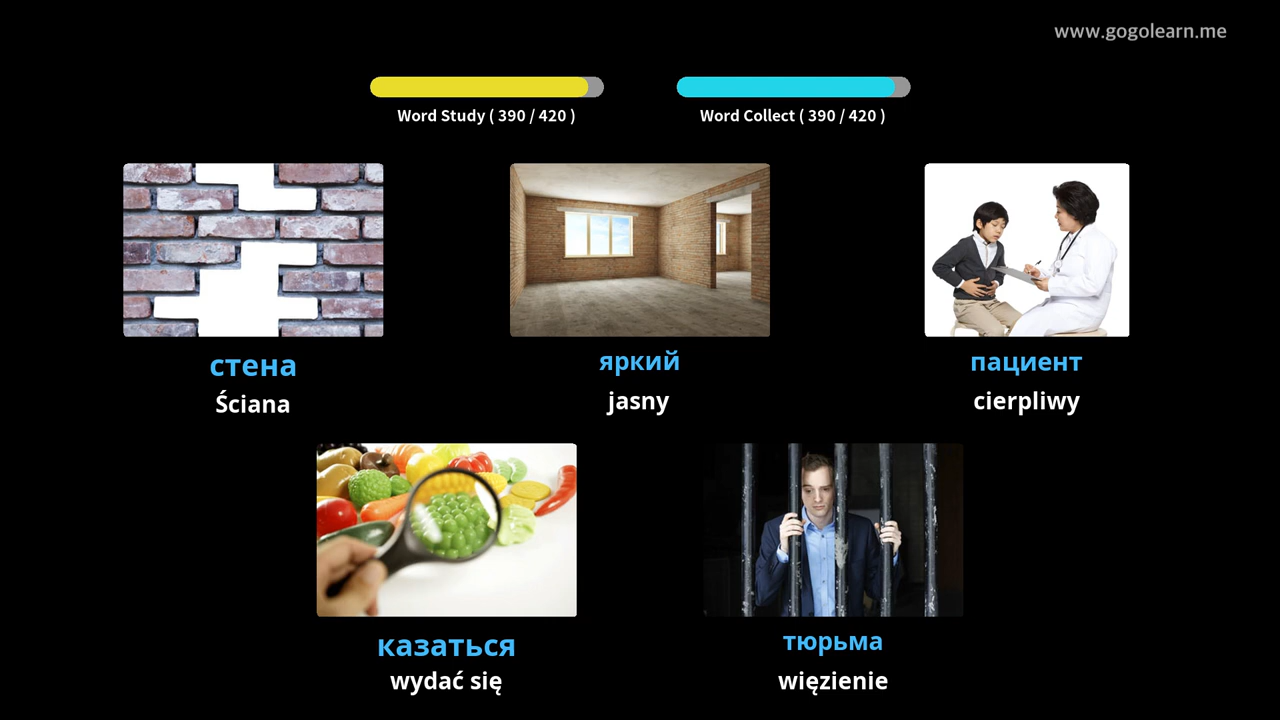 www.gogolearn.me
Word Study ( 390 / 420 )
Word Collect ( 390 / 420 )
стена
яркий
пациент
Ściana
jasny
cierpliwy
казаться
тюрьма
wydać się
więzienie